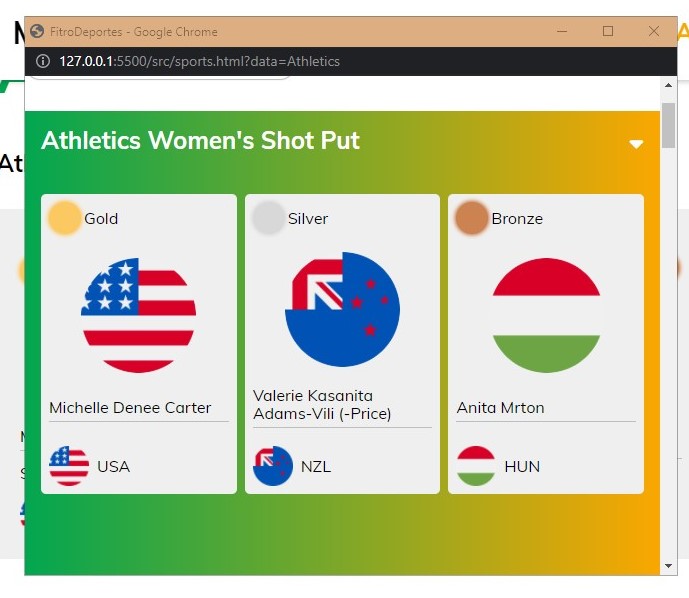 FitroDeportes - Google Chrome
127.0.0.1:5500/src/sports.html?data=Athletics
Athletics Women's Shot Put
Gold
Silver
Bronze
Michelle Denee Carter
Valerie Kasanita
Adams-Vili (-Price)
Anita Mrton
USA
NZL
HUN
At